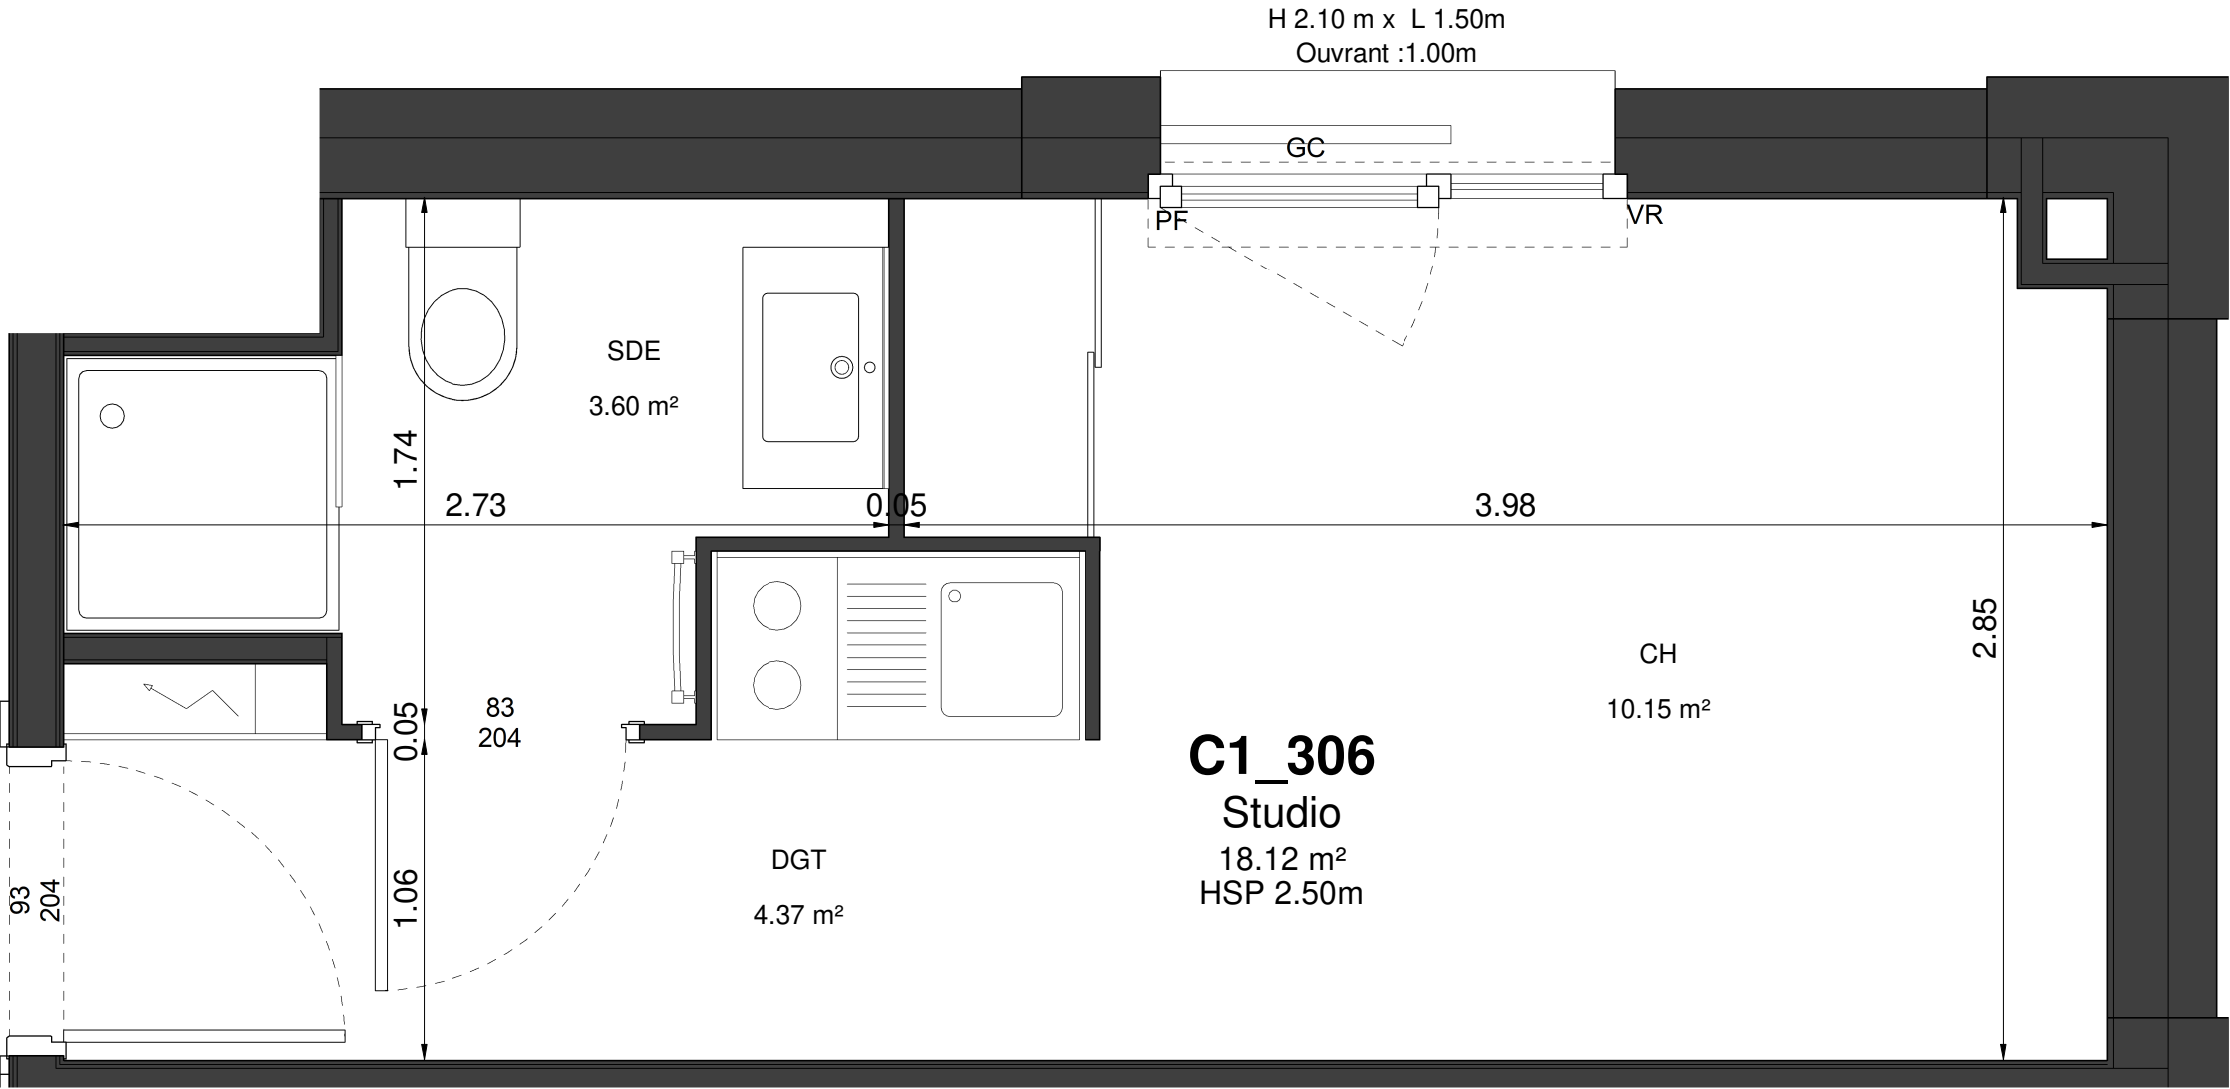 H 2.10 m x L 1.50m
Ouvrant :1.00m
GC
PF
VR
SDE
3.60 m²
1.74
2.73
0.05
3.98
2.85
CH
10.15 m²
83
204
0.05
C1_306
Studio
18.12 m²
HSP 2.50m
DGT
4.37 m²
1.06
93
204